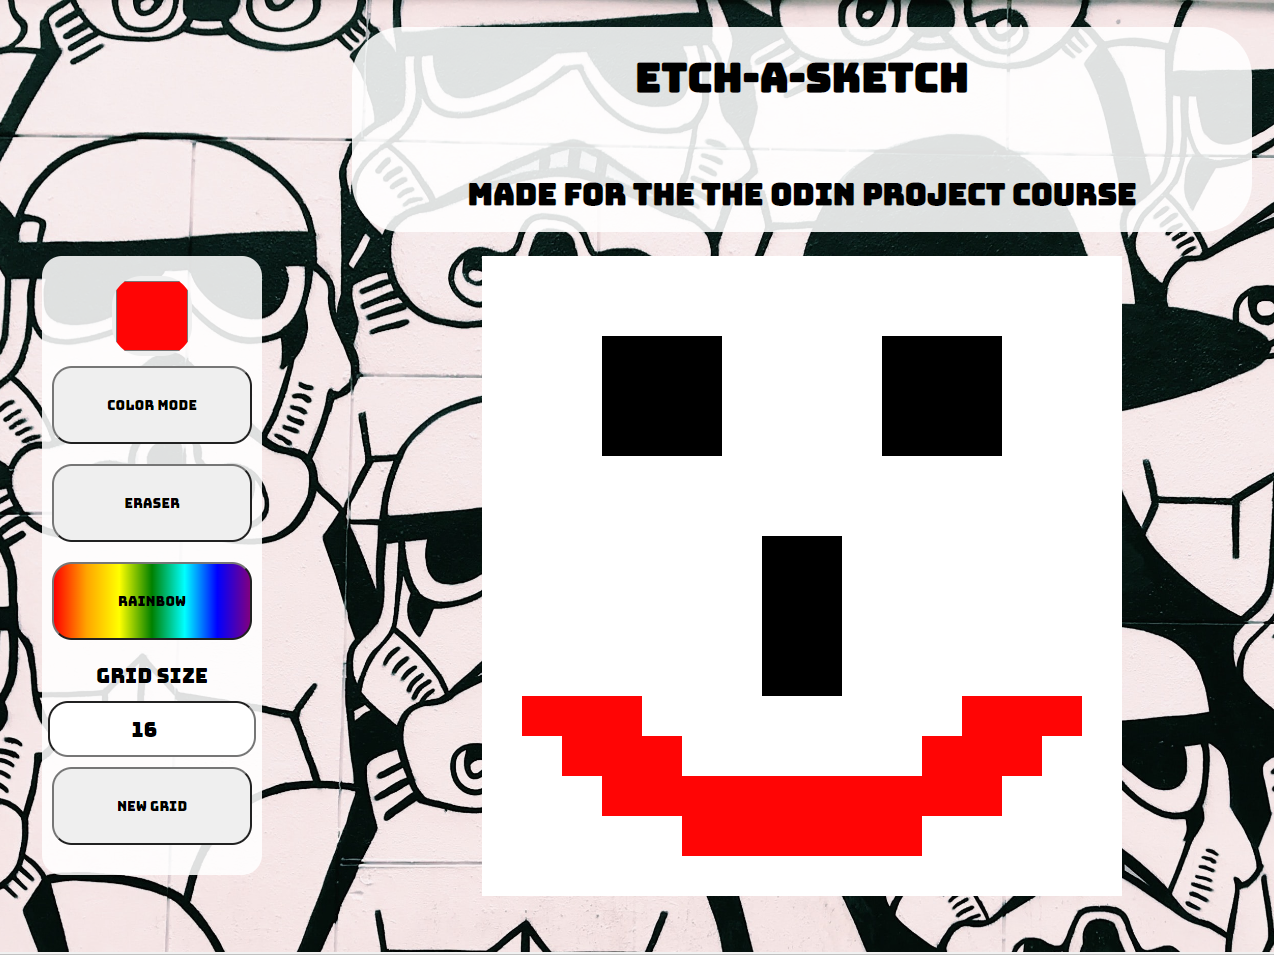 ETCH-A-SKETCH
MADE FOR THE THE ODIN PROJECT COURSE
COLOR MODE
ERASER
RAINBOW
GRID SIZE
16
NEW GRID